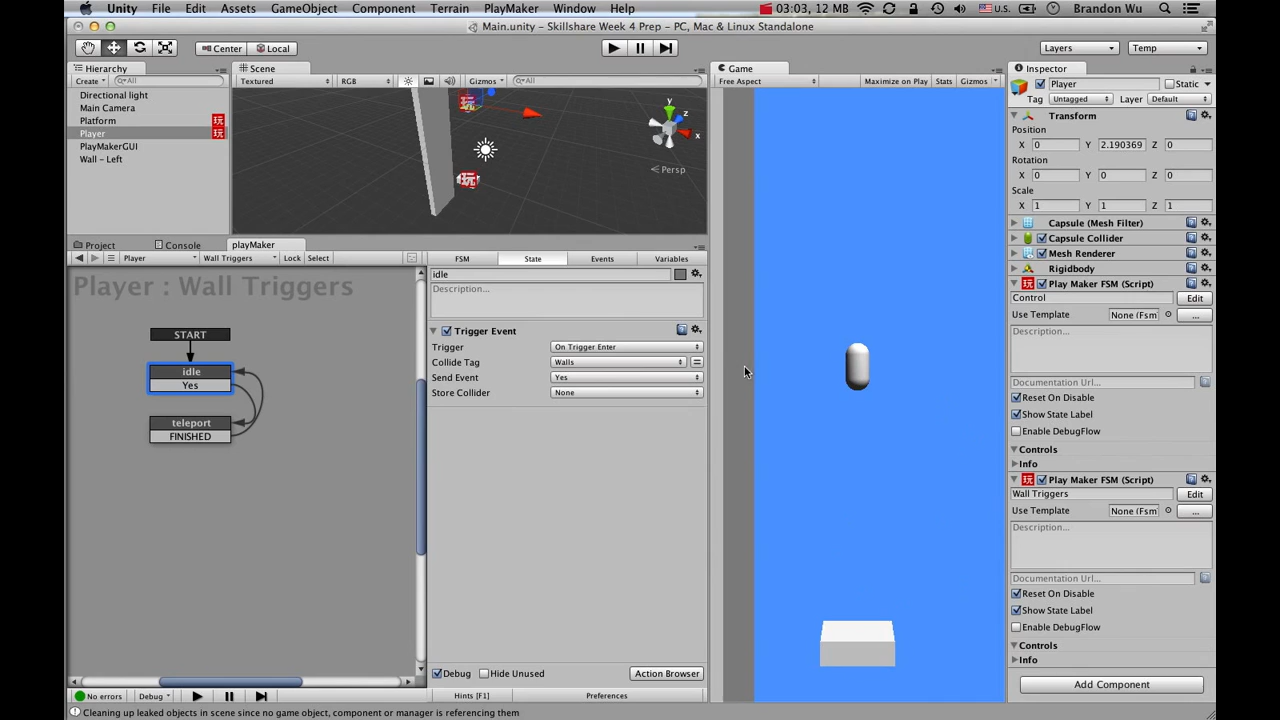 Unity File Edit Assets GameObject Component Terrain PlayMaker Window Help 03:03, 12 MB U.S. Brandon Wu
Main.unity - Skillshare Week 4 Prep - PC, Mac & Linux Standalone
Center Local Layers Temp
Hierarchy
Create All
Directional light
Main Camera
Platform 玩
Player 玩
PlayMakerGUI
Wall - Left
Scene
Textured RGB Gizmos All
y
z
x
Persp
玩
玩
Game
Free Aspect Maximize on Play Stats Gizmos
Project Console playMaker
Player Wall Triggers Lock Select
Player : Wall Triggers
START
idle
Yes
teleport
FINISHED
No errors Debug
FSM State Events Variables
idle
Description...
Trigger Event
Trigger On Trigger Enter
Collide Tag Walls
Send Event Yes
Store Collider None
Debug Hide Unused Action Browser
Hints [F1] Preferences
Inspector
Player Static
Tag Untagged Layer Default
Transform
Position
X 0 Y 2.190369 Z 0
Rotation
X 0 Y 0 Z 0
Scale
X 1 Y 1 Z 1
Capsule (Mesh Filter)
Capsule Collider
Mesh Renderer
Rigidbody
玩 Play Maker FSM (Script)
Control Edit
Use Template None (Fsm ...
Description...
Documentation Url...
Reset On Disable
Show State Label
Enable DebugFlow
Controls
Info
玩 Play Maker FSM (Script)
Wall Triggers Edit
Use Template None (Fsm ...
Description...
Documentation Url...
Reset On Disable
Show State Label
Enable DebugFlow
Controls
Info
Add Component
Cleaning up leaked objects in scene since no game object, component or manager is referencing them